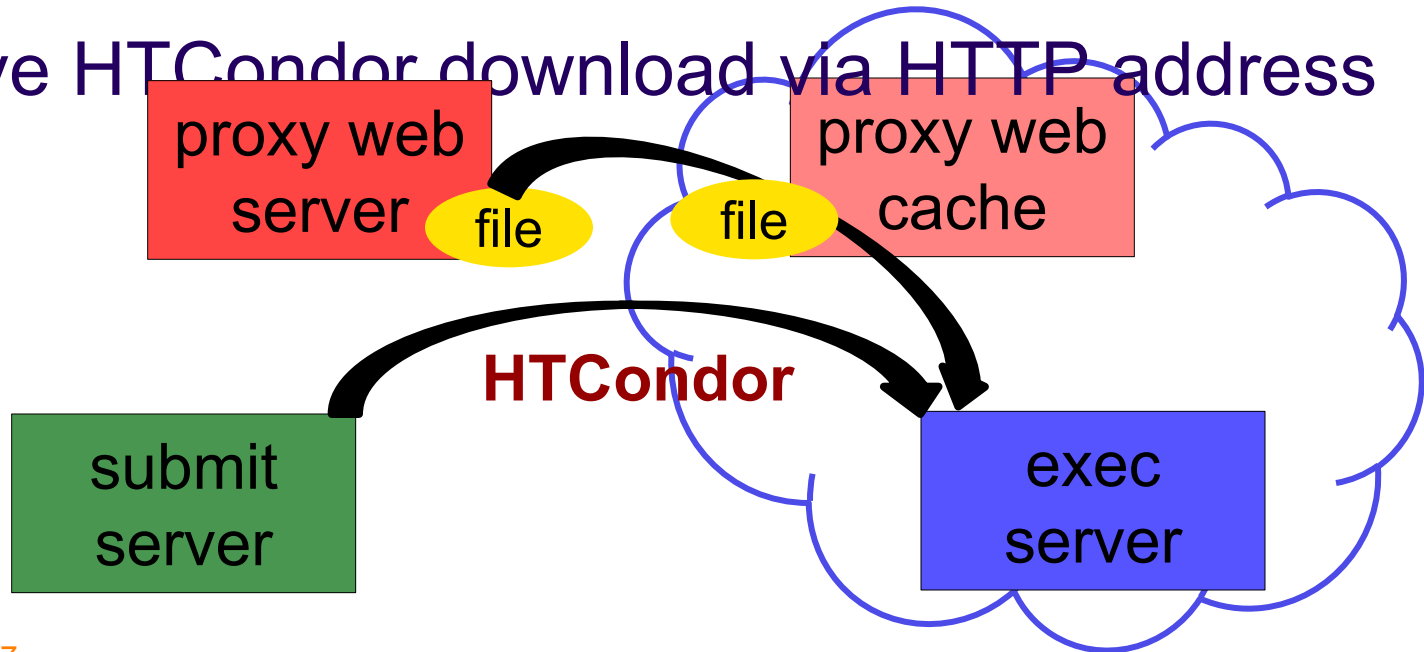 ve HTCondor download via HTTP address
proxy web
server
file
file
proxy web
cache
HTCondor
submit
server
exec
server